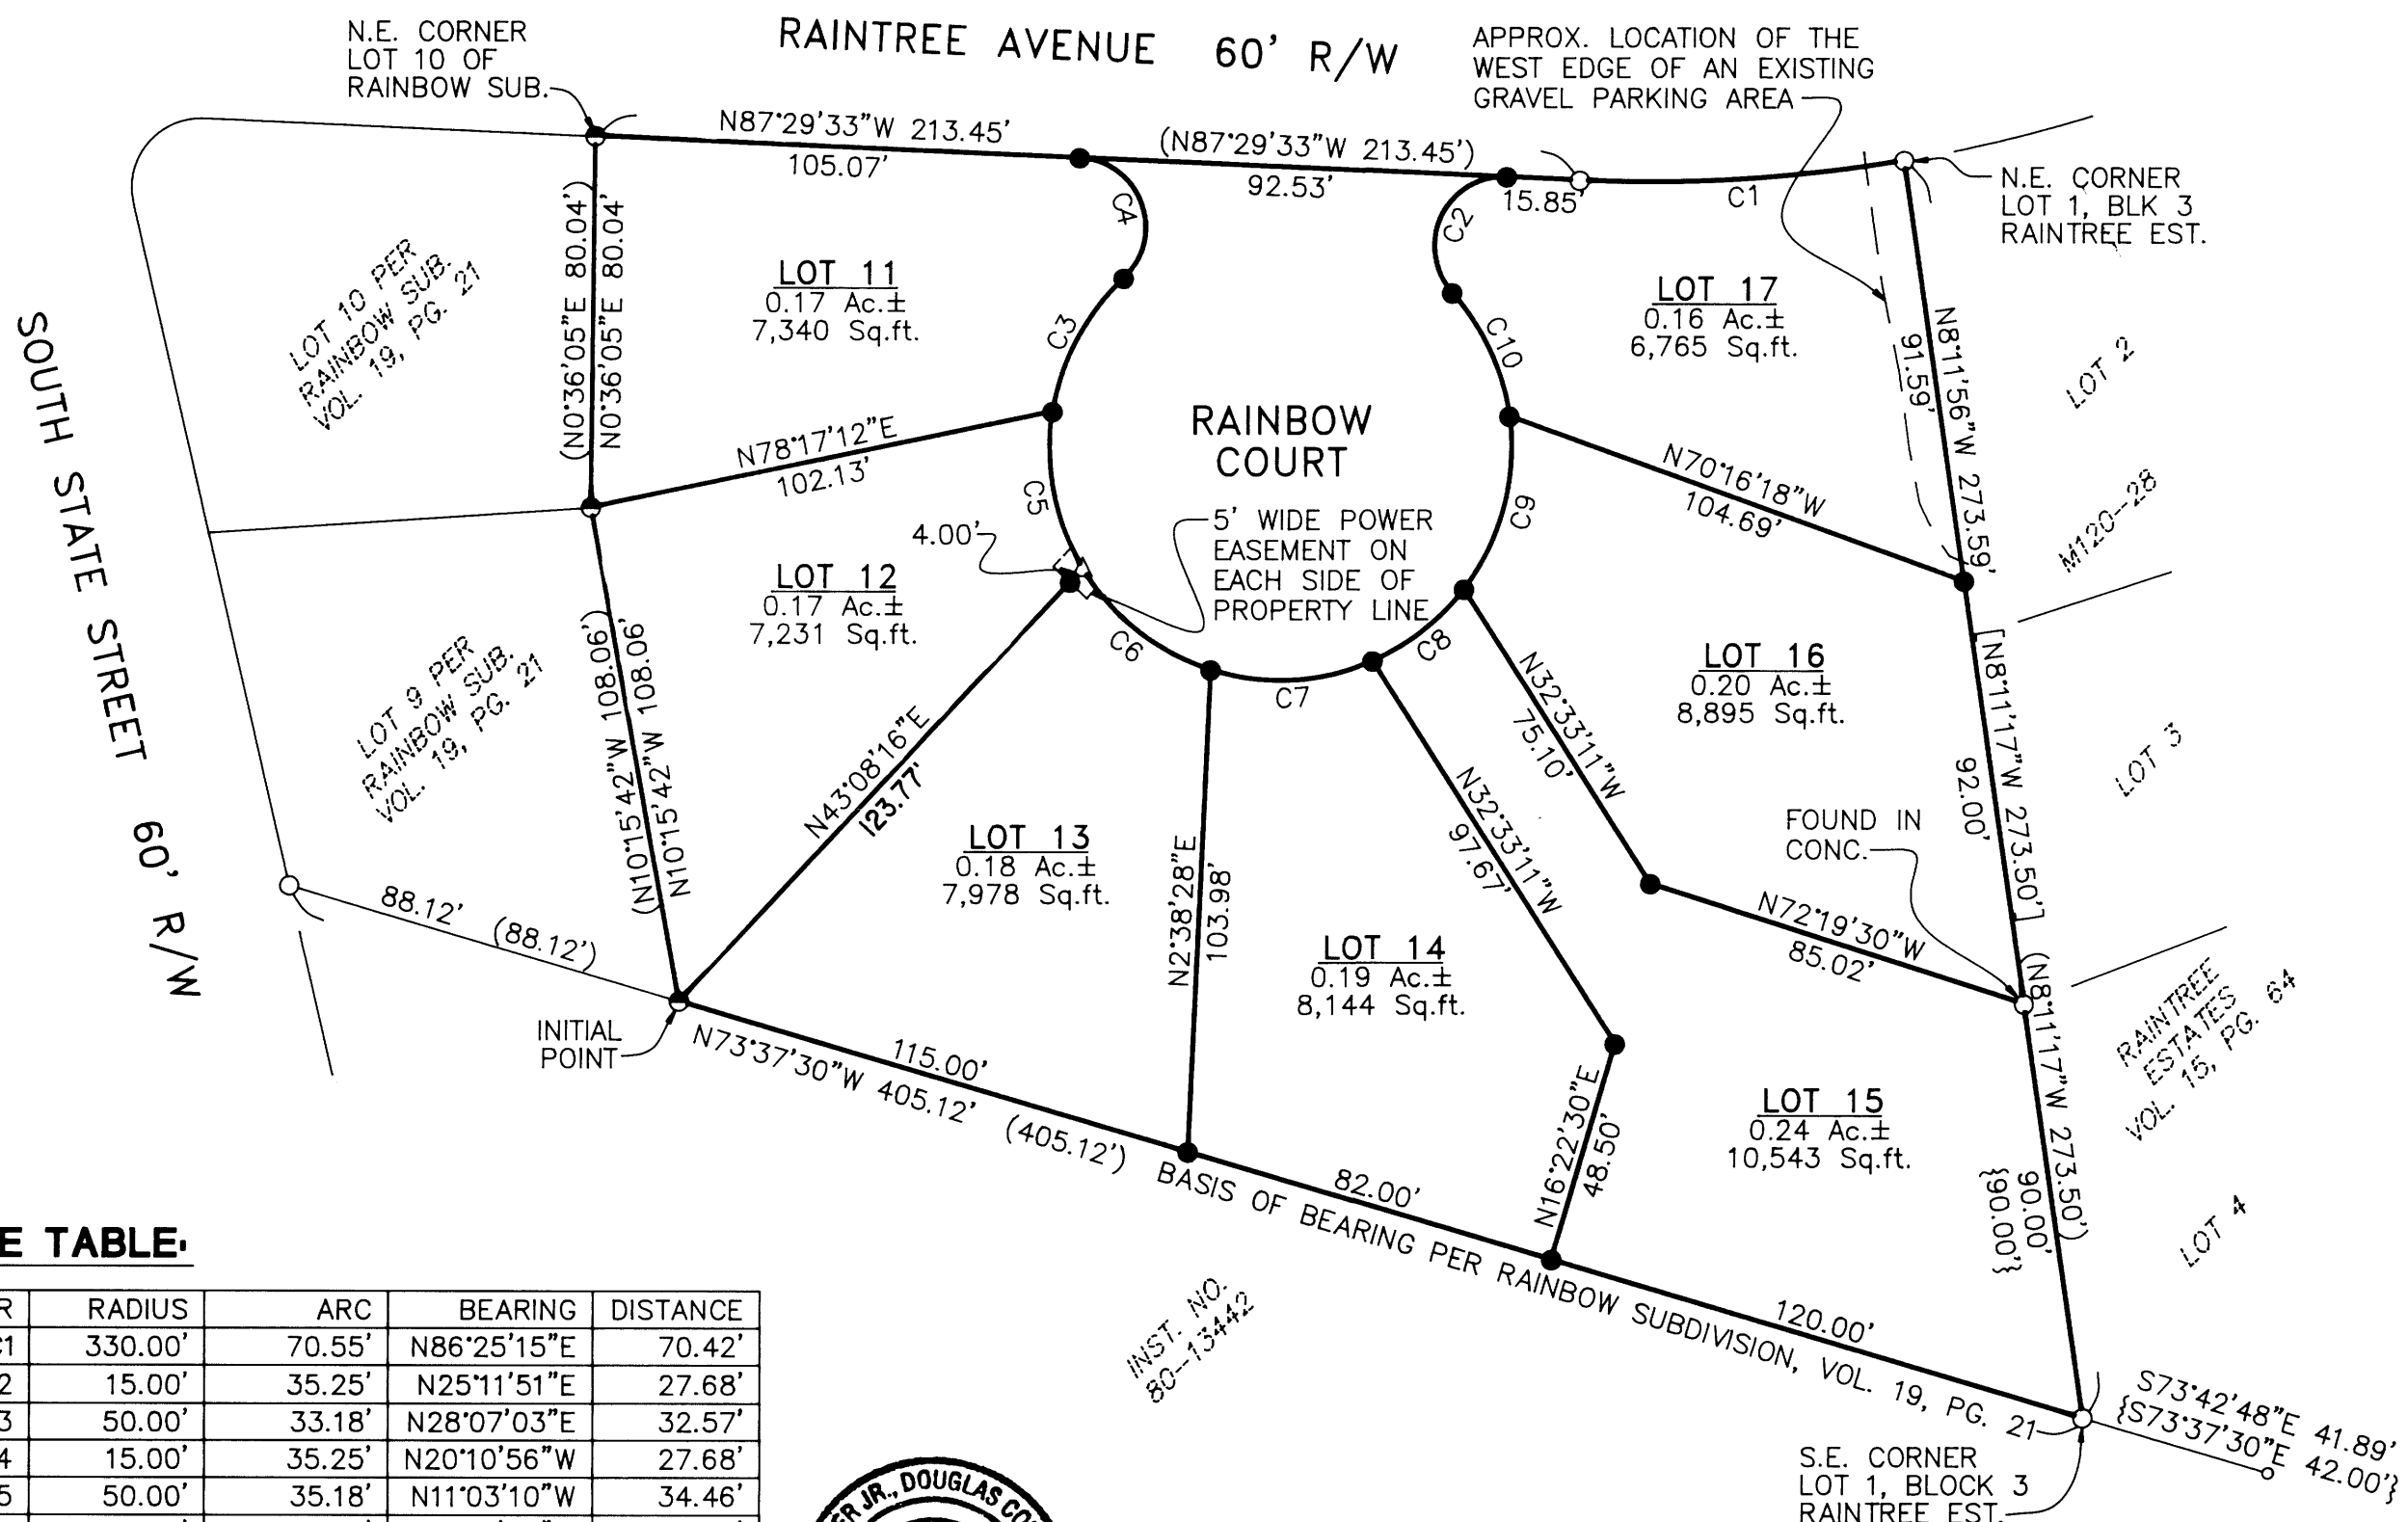 N.E. CORNER
LOT 10 OF
RAINBOW SUB.
RAINTREE AVENUE 60' R/W
APPROX. LOCATION OF THE
WEST EDGE OF AN EXISTING
GRAVEL PARKING AREA
N87°29'33"W 213.45'
105.07'
(N87°29'33"W 213.45')
92.53'
15.85'
C1
N.E. CORNER
LOT 1, BLK 3
RAINTREE EST.
C4
C2
(N0°36'05"E 80.04')
N0°36'05"E 80.04'
LOT 10 PER
RAINBOW SUB.
VOL. 19, PG. 21
LOT 11
0.17 Ac.±
7,340 Sq.ft.
C3
LOT 17
0.16 Ac.±
6,765 Sq.ft.
C10
N8°11'56"W 273.59'
91.59'
LOT 2
M120-28
SOUTH STATE STREET 60' R/W
RAINBOW
COURT
N78°17'12"E
102.13'
C5
C9
N70°16'18"W
104.69'
4.00'
5' WIDE POWER
EASEMENT ON
EACH SIDE OF
PROPERTY LINE
LOT 12
0.17 Ac.±
7,231 Sq.ft.
C6
C7
C8
LOT 9 PER
RAINBOW SUB.
VOL. 19, PG. 21
(N10°15'42"W 108.06')
N10°15'42"W 108.06'
N43°08'16"E
123.77'
LOT 16
0.20 Ac.±
8,895 Sq.ft.
N32°33'11"W
75.10'
[N8°11'17"W 273.50']
92.00'
LOT 3
N32°33'11"W
97.67'
FOUND IN
CONC.
LOT 13
0.18 Ac.±
7,978 Sq.ft.
N2°38'28"E
103.98'
88.12' (88.12')
LOT 14
0.19 Ac.±
8,144 Sq.ft.
N72°19'30"W
85.02'
(N8°11'17"W 273.50')
90.00'
{90.00'}
RAINTREE
ESTATES
VOL. 15, PG. 64
INITIAL
POINT
115.00'
N73°37'30"W 405.12' (405.12')
N16°22'30"E
48.50'
LOT 15
0.24 Ac.±
10,543 Sq.ft.
LOT 4
82.00'
120.00'
BASIS OF BEARING PER RAINBOW SUBDIVISION, VOL. 19, PG. 21
INST. NO.
80-13442
S73°42'48"E 41.89'
{S73°37'30"E 42.00'}
S.E. CORNER
LOT 1, BLOCK 3
RAINTREE EST.
E TABLE:
R RADIUS ARC BEARING DISTANCE
C1 330.00' 70.55' N86°25'15"E 70.42'
2 15.00' 35.25' N25°11'51"E 27.68'
3 50.00' 33.18' N28°07'03"E 32.57'
4 15.00' 35.25' N20°10'56"W 27.68'
5 50.00' 35.18' N11°03'10"W 34.46'
ER JR., DOUGLAS CO